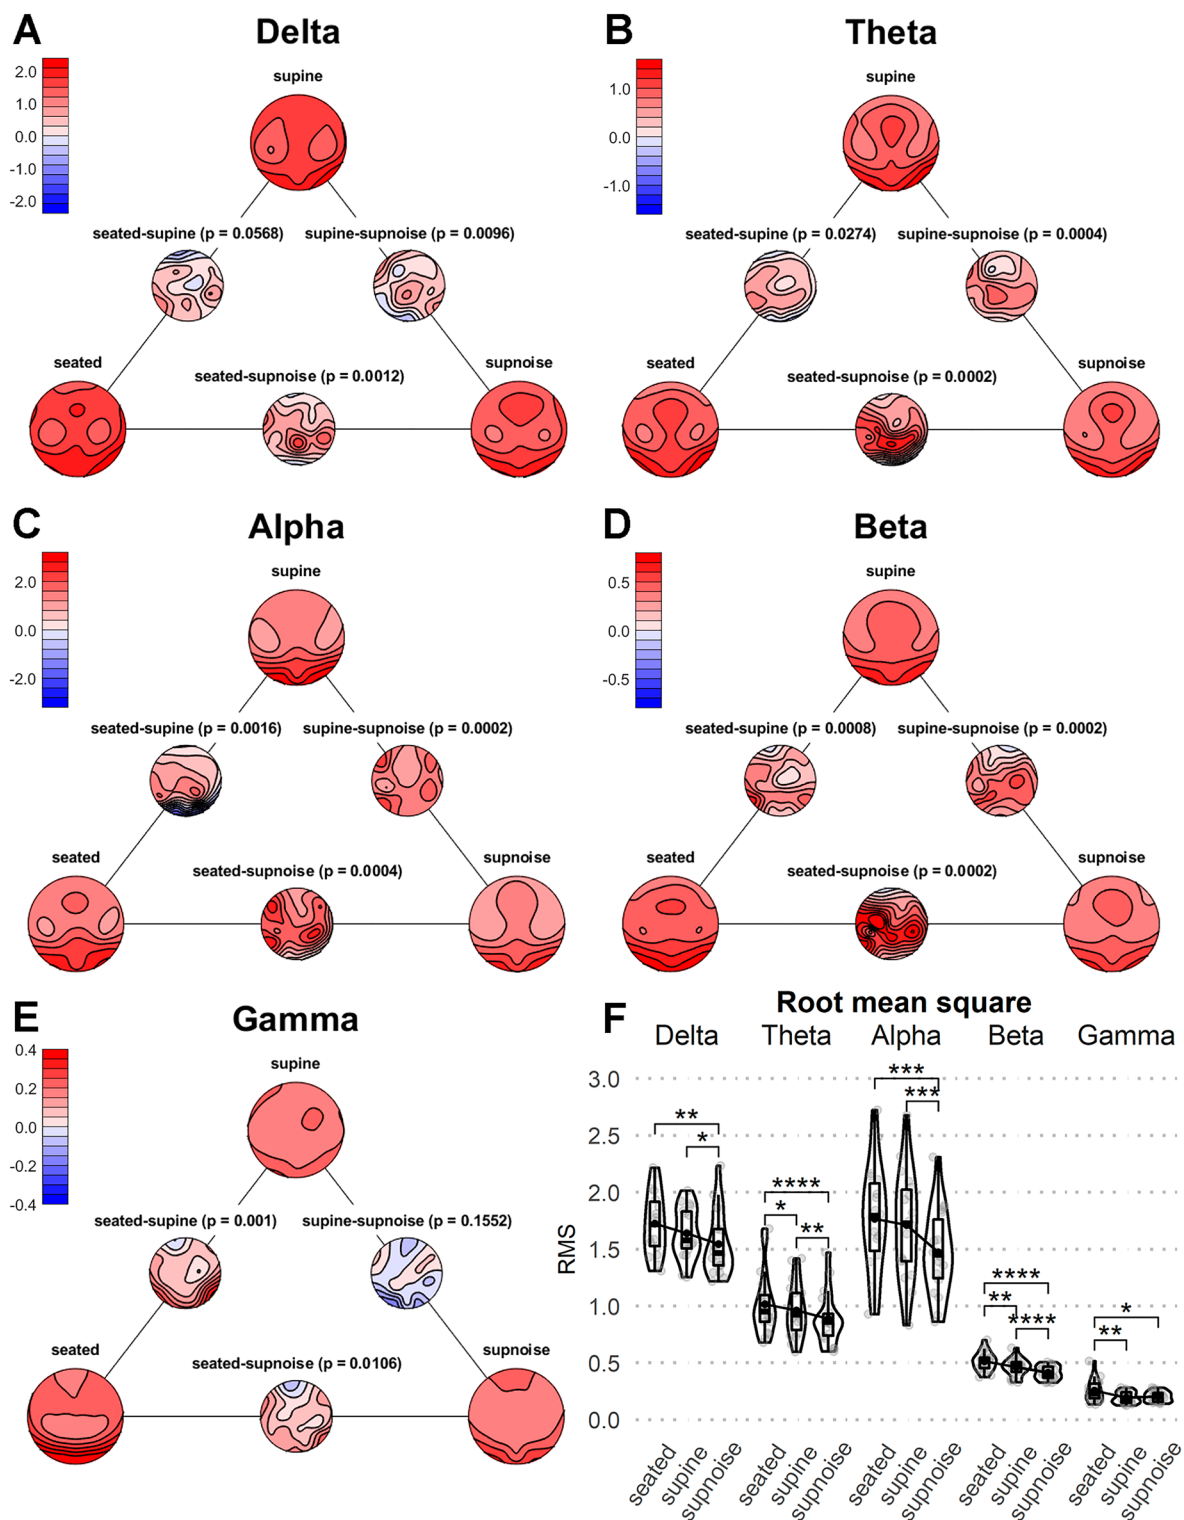 A
Delta
2.0
1.0
0.0
-1.0
-2.0
supine
seated-supine (p = 0.0568)
supine-supnoise (p = 0.0096)
seated
supnoise
seated-supnoise (p = 0.0012)
B
Theta
1.0
0.0
-1.0
supine
seated-supine (p = 0.0274)
supine-supnoise (p = 0.0004)
seated
supnoise
seated-supnoise (p = 0.0002)
C
Alpha
2.0
0.0
-2.0
supine
seated-supine (p = 0.0016)
supine-supnoise (p = 0.0002)
seated
supnoise
seated-supnoise (p = 0.0004)
D
Beta
0.5
0.0
-0.5
supine
seated-supine (p = 0.0008)
supine-supnoise (p = 0.0002)
seated
supnoise
seated-supnoise (p = 0.0002)
E
Gamma
0.4
0.2
0.0
-0.2
-0.4
supine
seated-supine (p = 0.001)
supine-supnoise (p = 0.1552)
seated
supnoise
seated-supnoise (p = 0.0106)
F
Root mean square
Delta Theta Alpha Beta Gamma
RMS
3.0
2.5
2.0
1.5
1.0
0.5
0.0
** *
**** * **
*** ***
**** ** ****
* **
seated supine supnoise seated supine supnoise seated supine supnoise seated supine supnoise seated supine supnoise